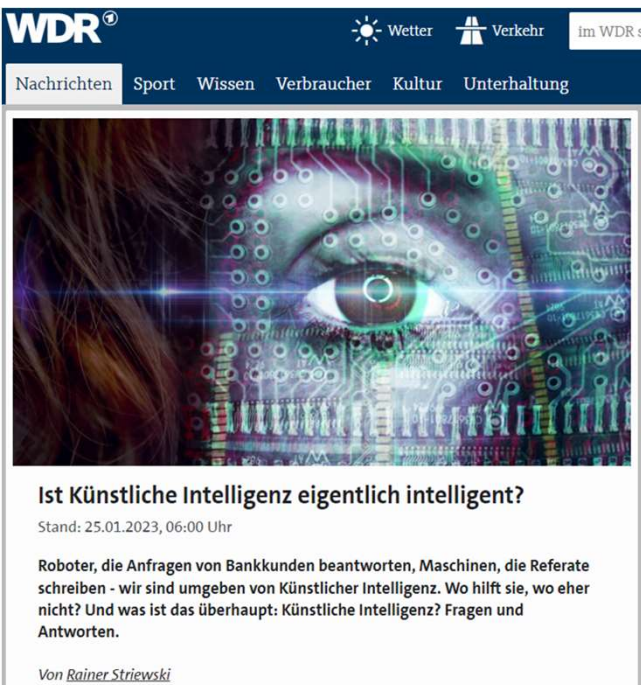 WDR®
Wetter
Verkehr
im WDR s
Nachrichten Sport Wissen Verbraucher Kultur Unterhaltung
Ist Künstliche Intelligenz eigentlich intelligent?
Stand: 25.01.2023, 06:00 Uhr
Roboter, die Anfragen von Bankkunden beantworten, Maschinen, die Referate
schreiben - wir sind umgeben von Künstlicher Intelligenz. Wo hilft sie, wo eher
nicht? Und was ist das überhaupt: Künstliche Intelligenz? Fragen und
Antworten.
Von Rainer Striewski